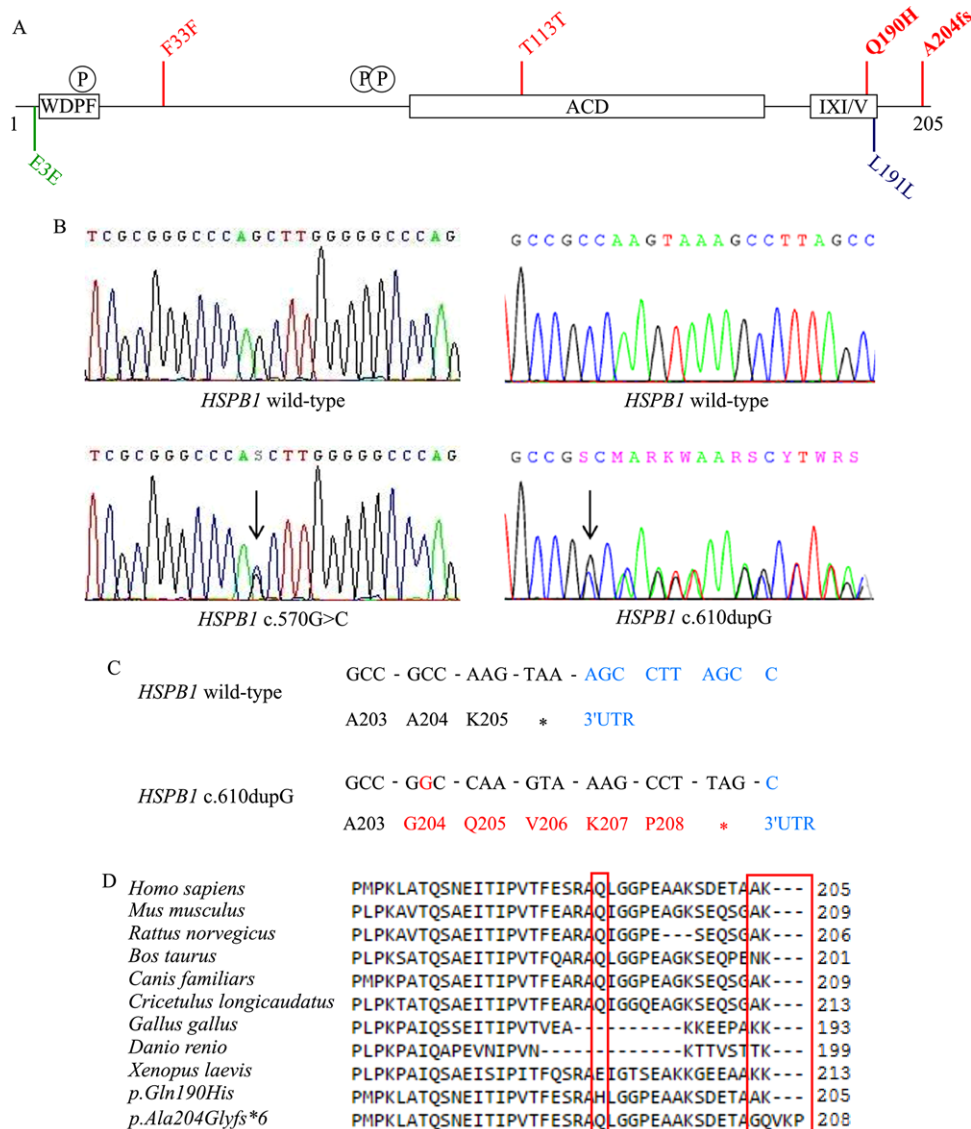 A
F33F
T113T
Q190H
A204fs
P
P P
WDPF
ACD
IXI/V
1
205
E3E
L191L
B
T C G C G G G C C C A G C T T G G G G G C C C A G
G C C G C C A A G T A A A G C C T T A G C C
HSPB1 wild-type
HSPB1 wild-type
T C G C G G G C C C A S C T T G G G G G C C C A G
G C C G S C M A R K W A A R S C Y T W R S
HSPB1 c.570G>C
HSPB1 c.610dupG
C
GCC - GCC - AAG - TAA - AGC CTT AGC C
HSPB1 wild-type
A203 A204 K205 * 3'UTR
GCC - GGC - CAA - GTA - AAG - CCT - TAG - C
HSPB1 c.610dupG
A203 G204 Q205 V206 K207 P208 * 3'UTR
D
Homo sapiens PMPKLATQSNEITIPVTFESRAQLGGPEAAKSDETAAK--- 205
Mus musculus PLPKAVTQSAEITIPVTFEARAQIGGPEAGKSEQSGAK--- 209
Rattus norvegicus PLPKAVTQSAEITIPVTFEARAQIGGPE---SEQSGAK--- 206
Bos taurus PLPKSATQSAEITIPVTFQARAQLGGPEAGKSEQPENK--- 201
Canis familiars PMPKPATQSAEITIPVTFEARAQIGGPEAGKSEQSGAK--- 209
Cricetulus longicaudatus PLPKTATQSAEITIPVTFEARAQIGGQEAGKSEQSGAK--- 213
Gallus gallus PLPKPAIQSSEITIPVTVEA-----------KKEEPAKK--- 193
Danio renio PLPKPAIQAPEVNIPVN--------------KTTVSTTK--- 199
Xenopus laevis PLPKPAIQSAEISIPITFQSRAEIGTSEAKKGEEAAKK--- 213
p.Gln190His PMPKLATQSNEITIPVTFESRAHLGGPEAAKSDETAAK--- 205
p.Ala204Glyfs*6 PMPKLATQSNEITIPVTFESRAQLGGPEAAKSDETAGQVKP 208